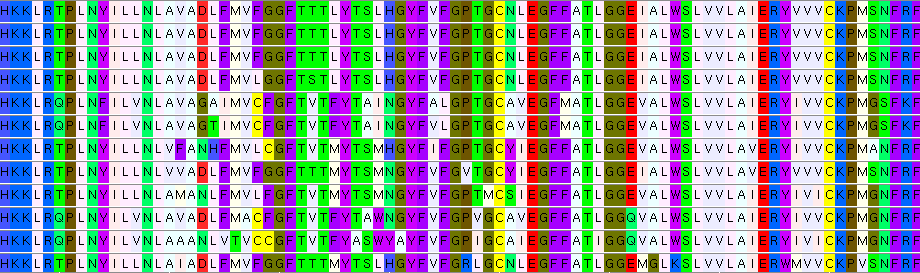 HKKLRTPLNYILLNLAVADLFMVFGGFTTTLYTSLHGYFVFGPTGCNLEGFFATLGGEIALWSLVVLAIERYVVVCKPMSNFRF
HKKLRTPLNYILLNLAVADLFMVFGGFTTTLYTSLHGYFVFGPTGCNLEGFFATLGGEIALWSLVVLAIERYVVVCKPMSNFRF
HKKLRTPLNYILLNLAVADLFMVFGGFTTTLYTSLHGYFVFGPTGCNLEGFFATLGGEIALWSLVVLAIERYVVVCKPMSNFRF
HKKLRTPLNYILLNLAVADLFMVLGGFTSTLYTSLHGYFVFGPTGCNLEGFFATLGGEIALWSLVVLAIERYVVVCKPMSNFRF
HKKLRQPLNFILVNLAVAGAIMVCFGFTVTFYTAINGYFALGPTGCAVEGFMATLGGEVALWSLVVLAIERYIVVCKPMGSFKF
HKKLRQPLNFILVNLAVAGTIMVCFGFTVTFYTAINGYFVLGPTGCAVEGFMATLGGEVALWSLVVLAIERYIVVCKPMGSFKF
HKKLRTPLNYILLNLVFANHFMVLCGFTVTMYTSMHGYFIFGPTGCYIEGFFATLGGEVALWSLVVLAVERYIVVCKPMANFRF
HKKLRTPLNYILLNLVVADLFMVFGGFTTTMYTSMNGYFVFGVTGCYIEGFFATLGGEIALWSLVVLAVERYVVVCKPMSNFRF
HKKLRTPLNYILLNLAMANLFMVLFGFTVTMYTSMNGYFVFGPTMCSIEGFFATLGGEVALWSLVVLAIERYIVICKPMGNFRF
HKKLRQPLNYILVNLAVADLFMACFGFTVTFYTAWNGYFVFGPVGCAVEGFFATLGGQVALWSLVVLAIERYIVVCKPMGNFRF
HKKLRQPLNYILVNLAAANLVTVCCGFTVTFYASWYAYFVFGPIGCAIEGFFATIGGQVALWSLVVLAIERYIVICKPMGNFRF
HKKLRTPLNYILLNLAIADLFMVFGGFTTTMYTSLHGYFVFGRLGCNLEGFFATLGGEMGLKSLVVLAIERWMVVCKPVSNFRF